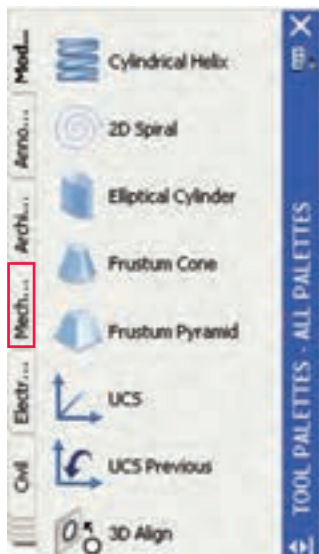 Mod...
Anno...
Archi...
Mech...
Electr...
Civil
Cylindrical Helix
2D Spiral
Elliptical Cylinder
Frustum Cone
Frustum Pyramid
UCS
UCS Previous
3D Align
TOOL PALETTES - ALL PALETTES